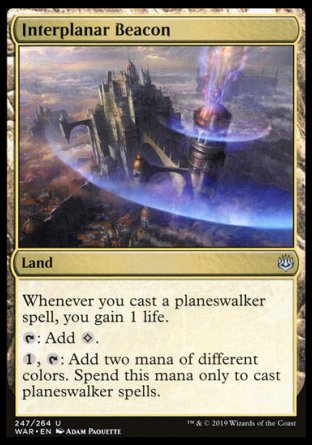 Interplanar Beacon
Land
Whenever you cast a planeswalker
spell, you gain 1 life.
: Add .
1, : Add two mana of different
colors. Spend this mana only to cast
planeswalker spells.
247/264 U
WAR • EN Adam Paquette
™ & © 2019 Wizards of the Coast